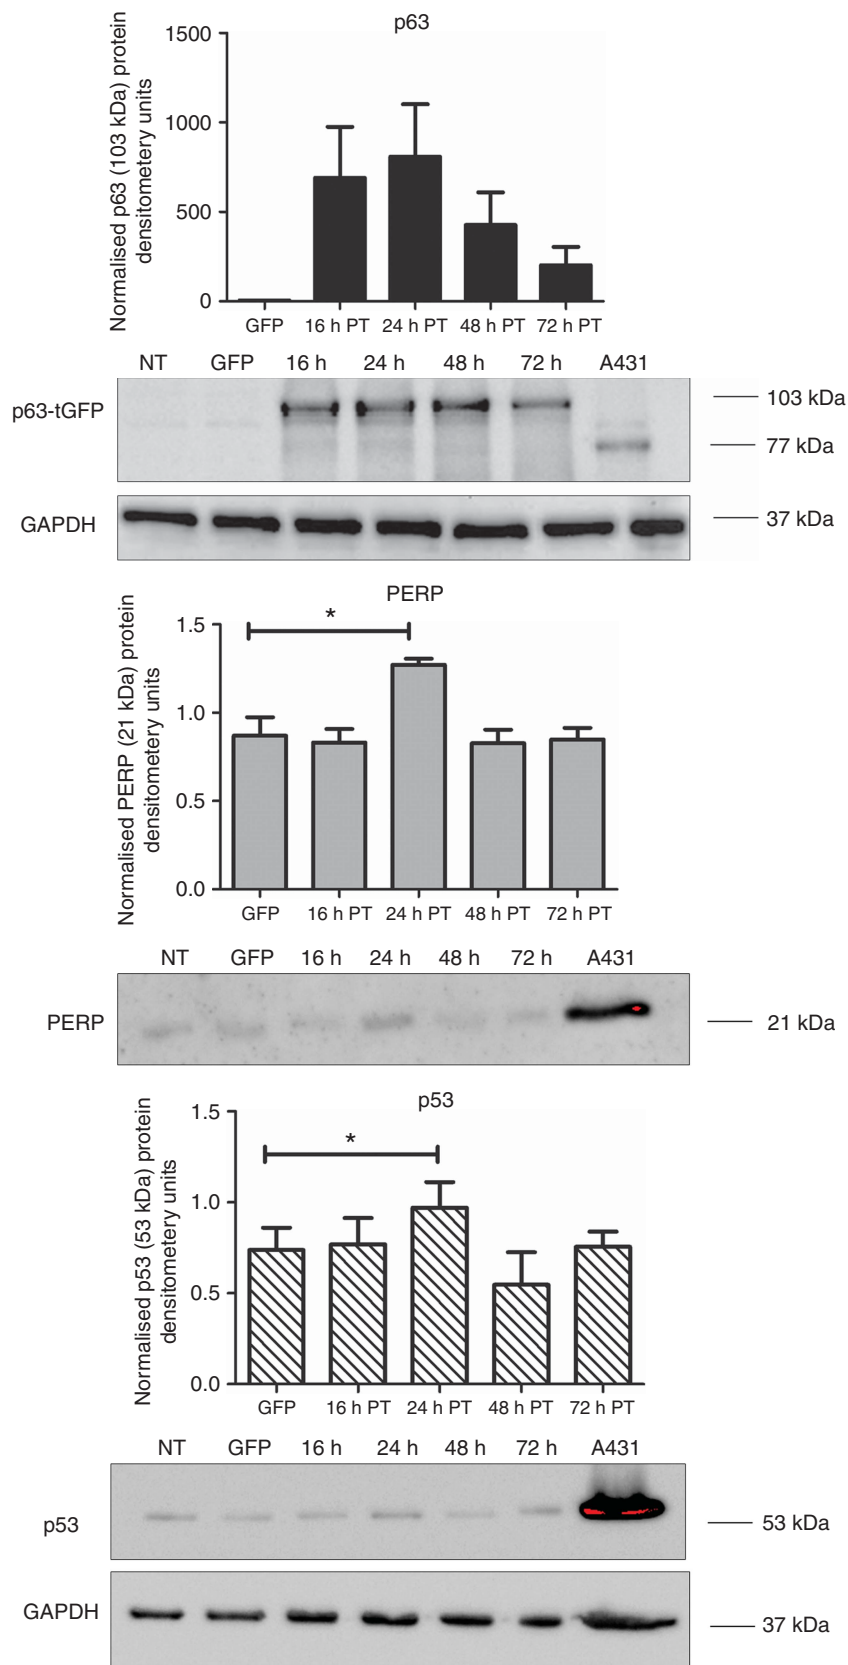 p63
Normalised p63 (103 kDa) protein
densitometery units
1500
1000
500
0
GFP 16 h PT 24 h PT 48 h PT 72 h PT
NT GFP 16 h 24 h 48 h 72 h A431
p63-tGFP
103 kDa
77 kDa
GAPDH
37 kDa
PERP
Normalised PERP (21 kDa) protein
densitometery units
1.5
*
1.0
0.5
0.0
GFP 16 h PT 24 h PT 48 h PT 72 h PT
NT GFP 16 h 24 h 48 h 72 h A431
PERP
21 kDa
p53
Normalised p53 (53 kDa) protein
densitometery units
1.5
*
1.0
0.5
0.0
GFP 16 h PT 24 h PT 48 h PT 72 h PT
NT GFP 16 h 24 h 48 h 72 h A431
p53
53 kDa
GAPDH
37 kDa